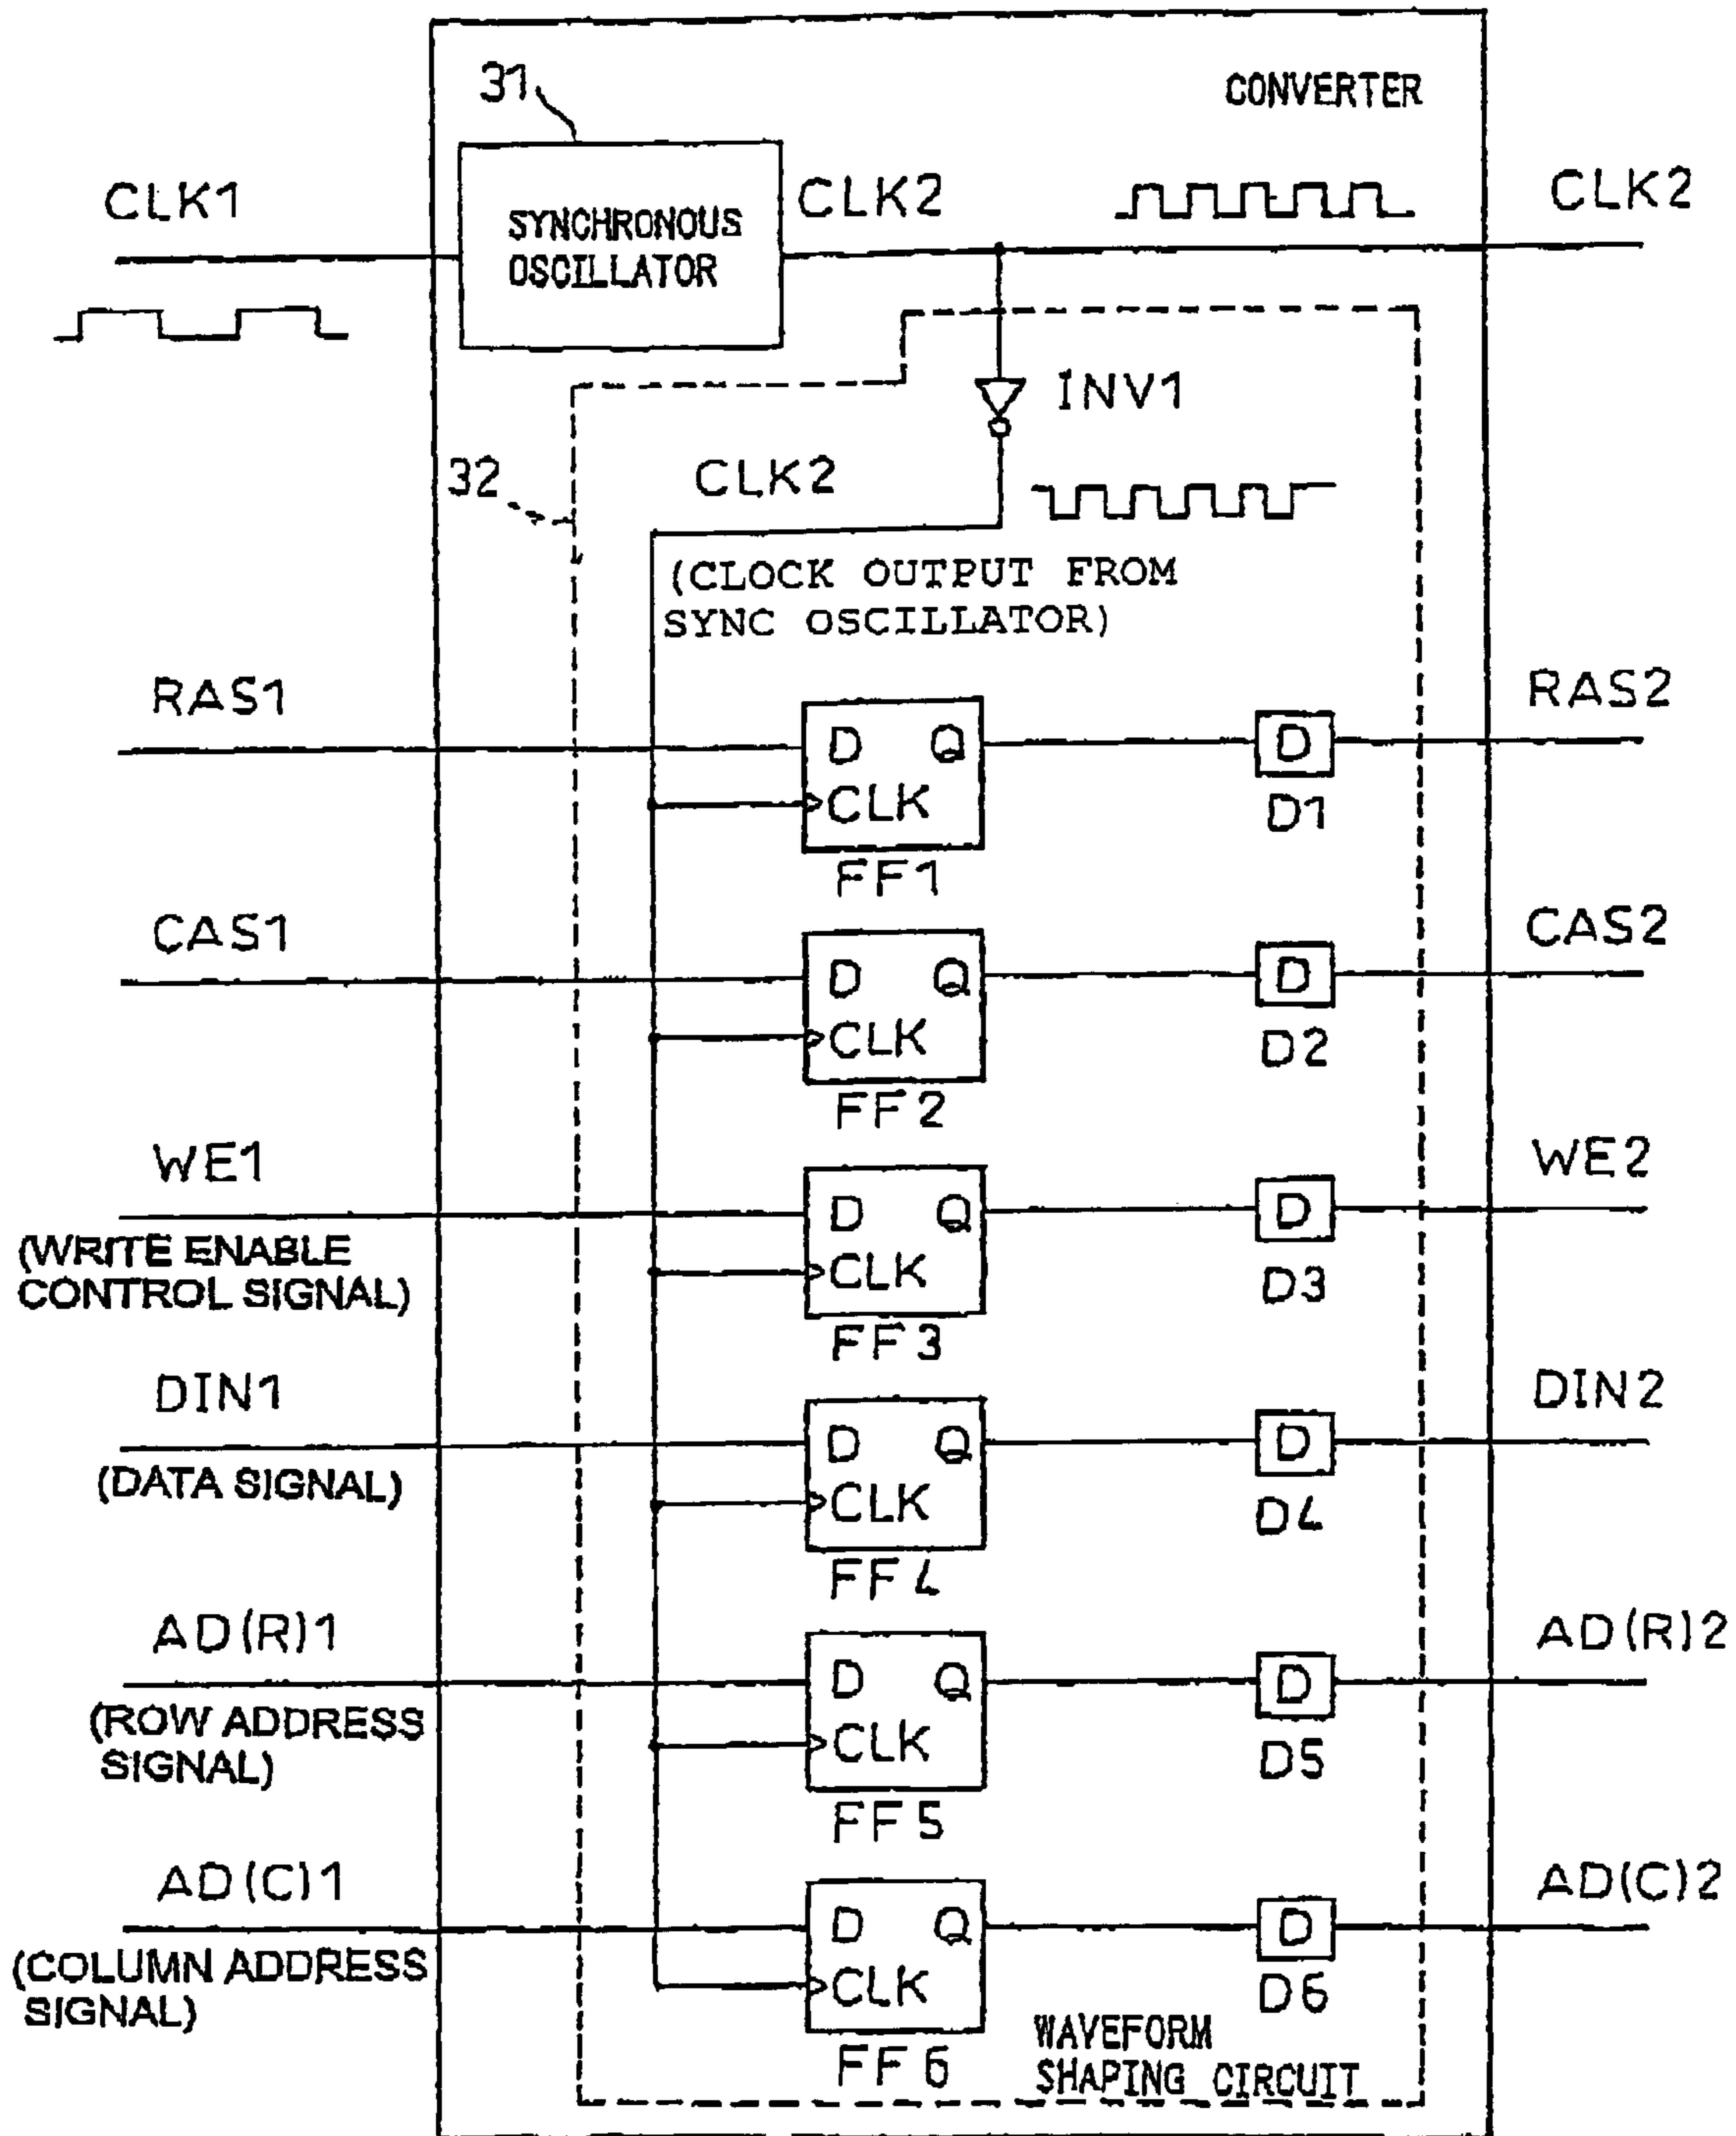 CONVERTER
31
CLK1
SYNCHRONOUS
OSCILLATOR
CLK2
CLK2
INV1
32
CLK2
(CLOCK OUTPUT FROM
SYNC OSCILLATOR)
RAS1
D Q
CLK
FF1
D
D1
RAS2
CAS1
D Q
CLK
FF2
D
D2
CAS2
WE1
(WRITE ENABLE
CONTROL SIGNAL)
D Q
CLK
FF3
D
D3
WE2
DIN1
(DATA SIGNAL)
D Q
CLK
FF4
D
D4
DIN2
AD(R)1
(ROW ADDRESS
SIGNAL)
D Q
CLK
FF5
D
D5
AD(R)2
AD(C)1
(COLUMN ADDRESS
SIGNAL)
D Q
CLK
FF6
D
D6
AD(C)2
WAVEFORM
SHAPING CIRCUIT